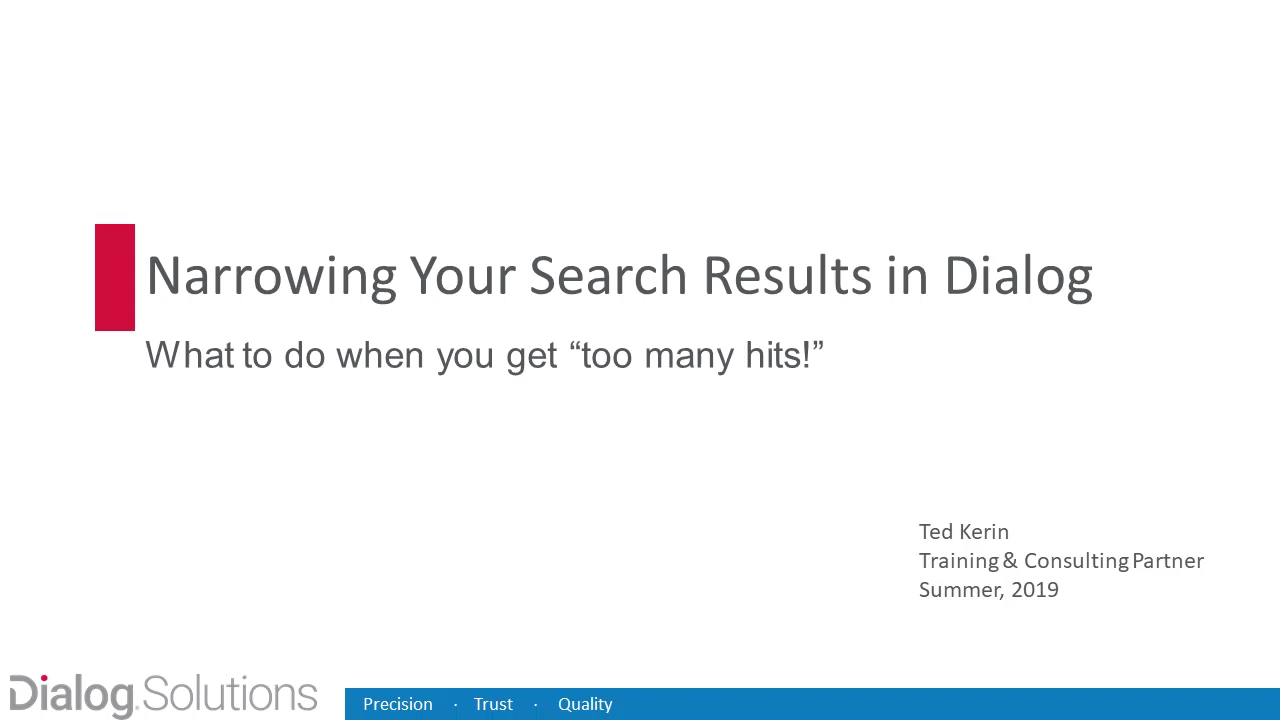 Narrowing Your Search Results in Dialog
What to do when you get “too many hits!”
Ted Kerin
Training & Consulting Partner
Summer, 2019
Dialog.Solutions
Precision · Trust · Quality